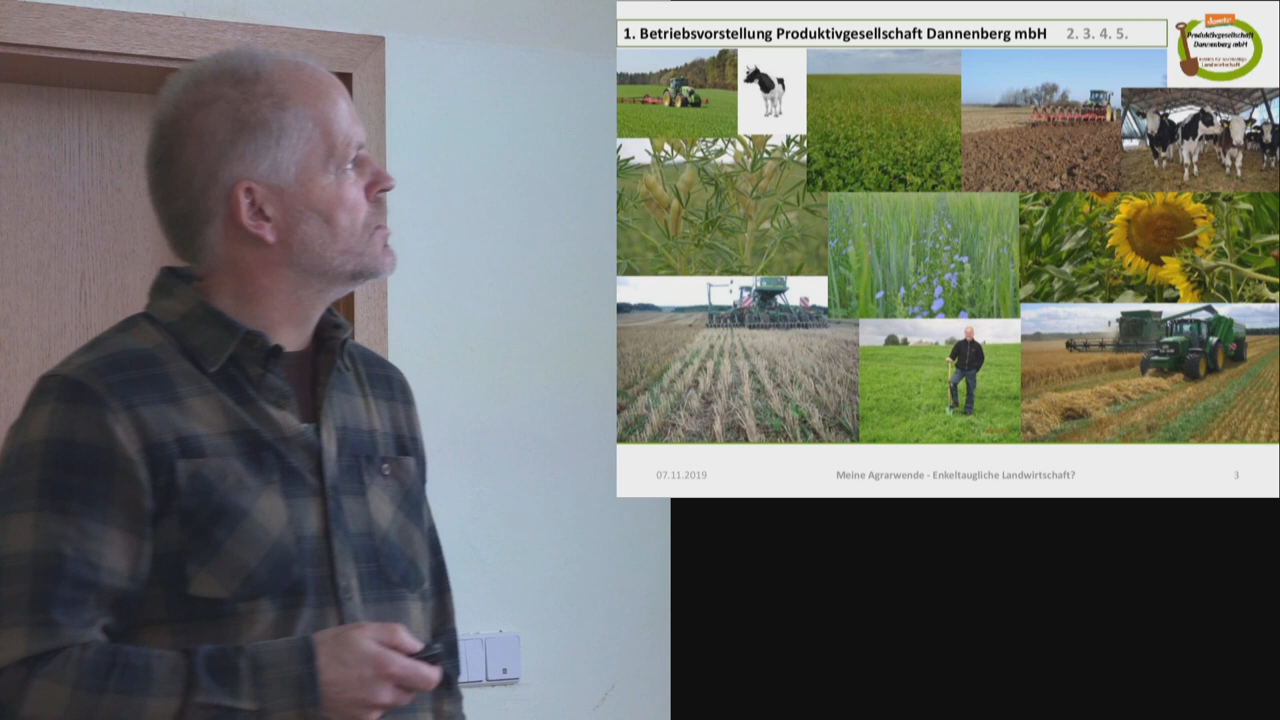 1. Betriebsvorstellung Produktivgesellschaft Dannenberg mbH 2. 3. 4. 5.
demeter
Produktivgesellschaft
Dannenberg mbH
Landwirtschaft
07.11.2019
Meine Agrarwende - Enkeltaugliche Landwirtschaft?
3